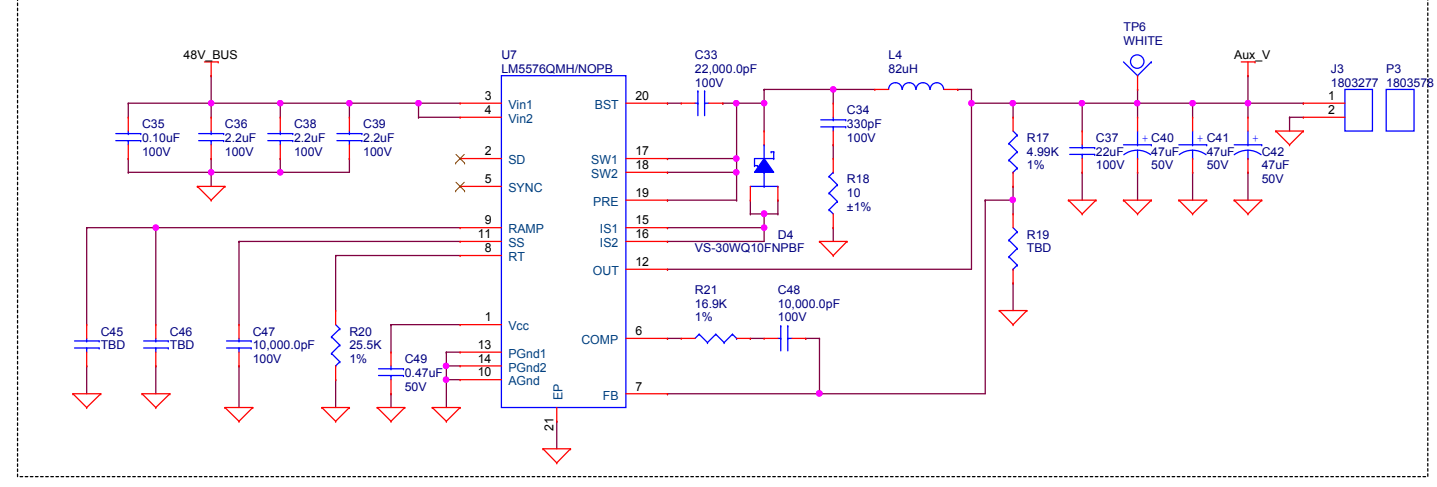 TP6
WHITE
48V_BUS
Aux_V
U7
LM5576QMH/NOPB
C33
22,000.0pF
100V
L4
82uH
J3
1803277
P3
1803578
3
Vin1
4
Vin2
2
SD
5
SYNC
9
RAMP
11
SS
8
RT
1
Vcc
13
PGnd1
14
PGnd2
10
AGnd
EP
21
BST
20
SW1
17
SW2
18
PRE
19
IS1
15
IS2
16
OUT
12
COMP
6
FB
7
C35
0.10uF
100V
C36
2.2uF
100V
C38
2.2uF
100V
C39
2.2uF
100V
C34
330pF
100V
R18
10
±1%
D4
VS-30WQ10FNPBF
R17
4.99K
1%
C37
22uF
100V
+
C40
47uF
50V
+
C41
47uF
50V
+
C42
47uF
50V
1
2
R19
TBD
R21
16.9K
1%
C48
10,000.0pF
100V
C45
TBD
C46
TBD
C47
10,000.0pF
100V
R20
25.5K
1%
C49
0.47uF
50V